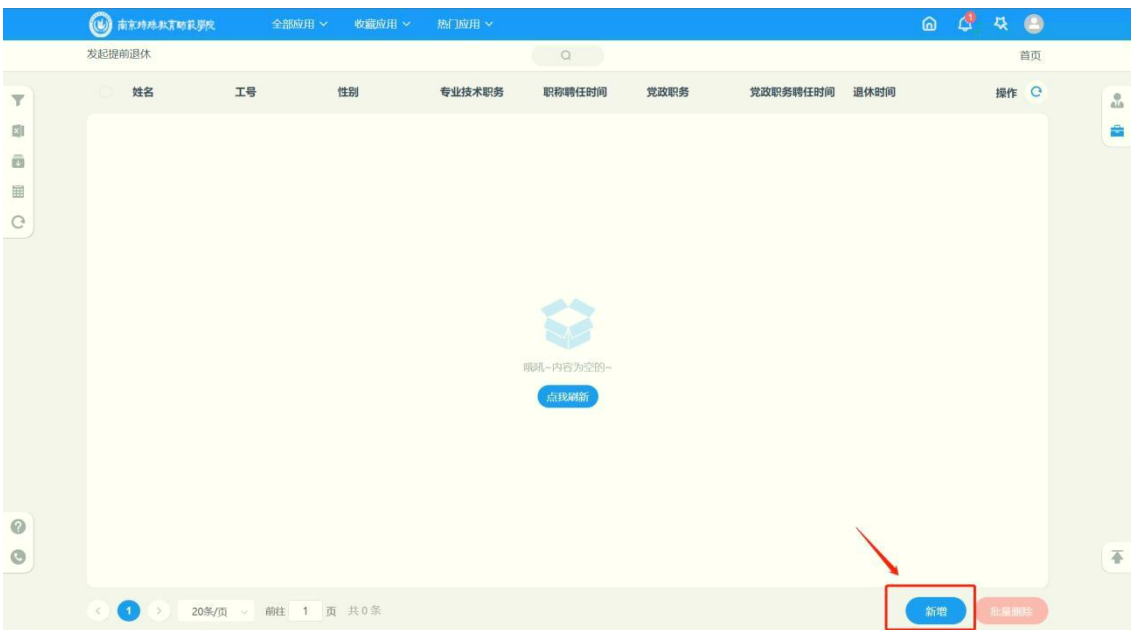 南京特殊教育师范学院 全部应用 收藏应用 热门应用 1
发起提前退休 首页
姓名 工号 性别 专业技术职务 职称聘任时间 党政职务 党政职务聘任时间 退休时间 操作
哦吼~内容为空的~
点我刷新
1 20条/页 前往 1 页 共 0 条 新增 批量删除